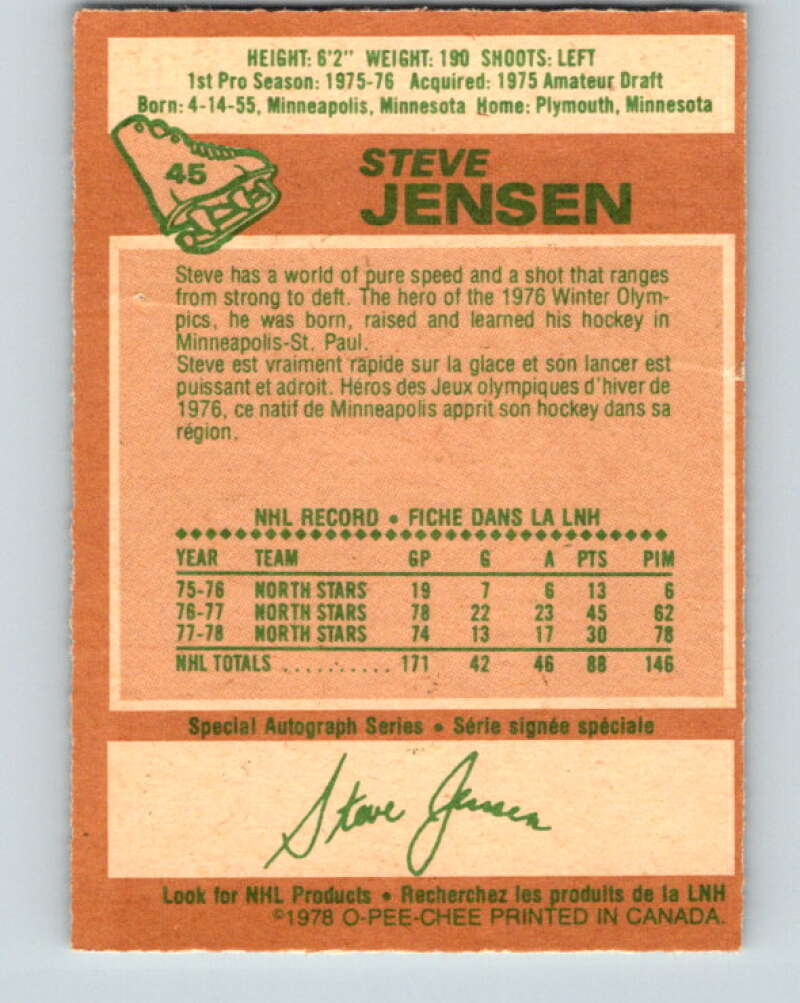 HEIGHT: 6'2" WEIGHT: 190 SHOOTS: LEFT
1st Pro Season: 1975-76 Acquired: 1975 Amateur Draft
Born: 4-14-55, Minneapolis, Minnesota Home: Plymouth, Minnesota
45
STEVE
JENSEN
Steve has a world of pure speed and a shot that ranges
from strong to deft. The hero of the 1976 Winter Olym-
pics, he was born, raised and learned his hockey in
Minneapolis-St. Paul.
Steve est vraiment rapide sur la glace et son lancer est
puissant et adroit. Héros des Jeux olympiques d'hiver de
1976, ce natif de Minneapolis apprit son hockey dans sa
région.
NHL RECORD • FICHE DANS LA LNH
YEAR TEAM GP G A PTS PIM
75-76 NORTH STARS 19 7 6 13 6
76-77 NORTH STARS 78 22 23 45 62
77-78 NORTH STARS 74 13 17 30 78
NHL TOTALS .......... 171 42 46 88 146
Special Autograph Series • Série signée spéciale
Steve Jensen
Look for NHL Products • Recherchez les produits de la LNH
©1978 O-PEE-CHEE PRINTED IN CANADA.